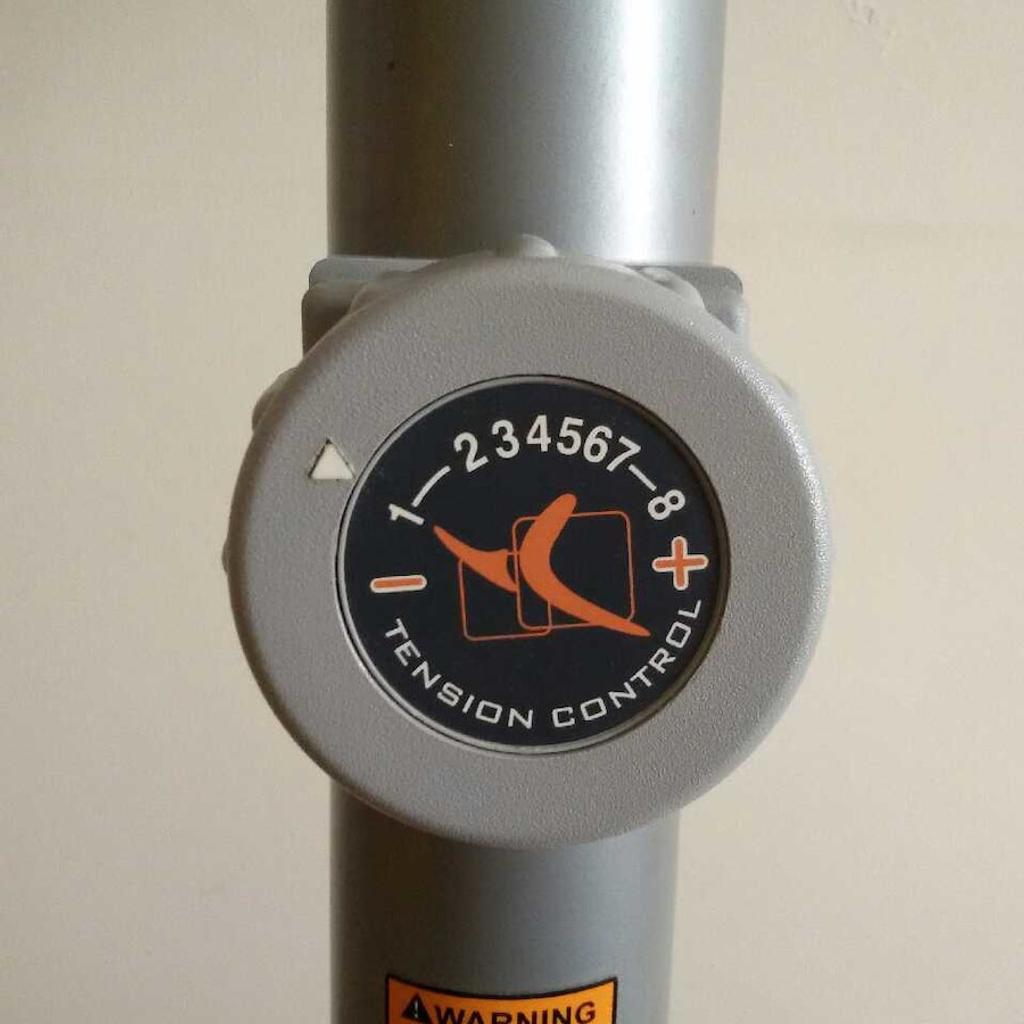 1-234567-8
- +
TENSION CONTROL
WARNING